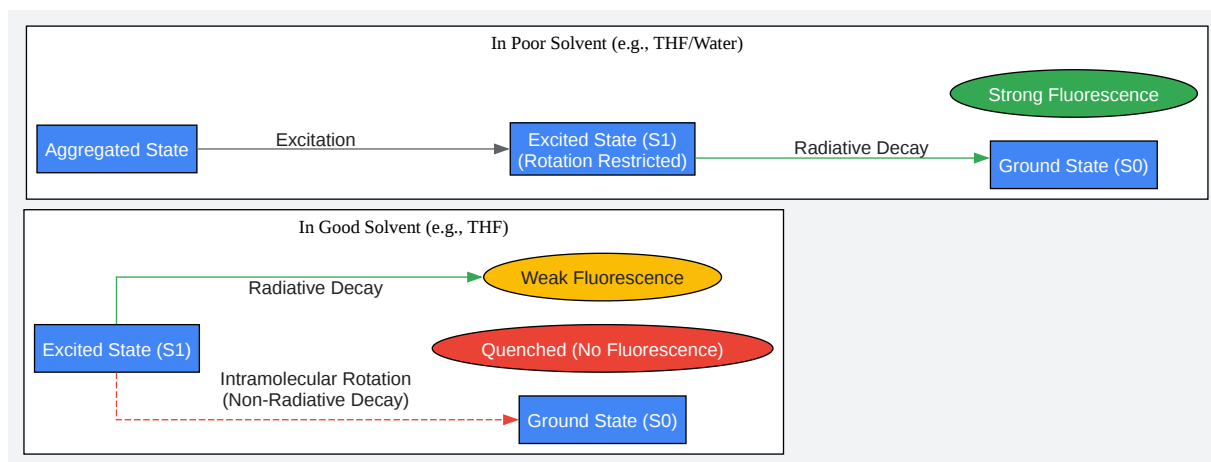 In Poor Solvent (e.g., THF/Water)
Strong Fluorescence
Aggregated State
Excitation
Excited State (S1)
(Rotation Restricted)
Radiative Decay
Ground State (S0)
In Good Solvent (e.g., THF)
Weak Fluorescence
Radiative Decay
Excited State (S1)
Quenched (No Fluorescence)
Intramolecular Rotation
(Non-Radiative Decay)
Ground State (S0)